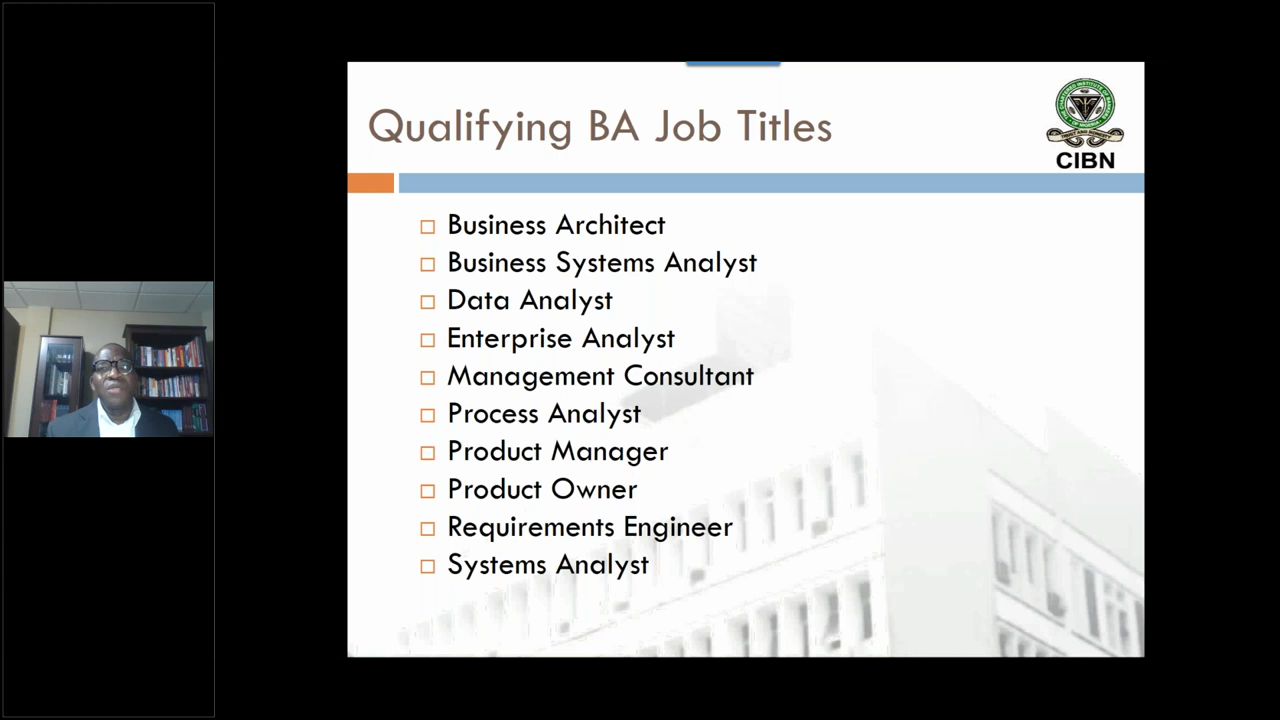 Qualifying BA Job Titles
CIBN
Business Architect
Business Systems Analyst
Data Analyst
Enterprise Analyst
Management Consultant
Process Analyst
Product Manager
Product Owner
Requirements Engineer
Systems Analyst